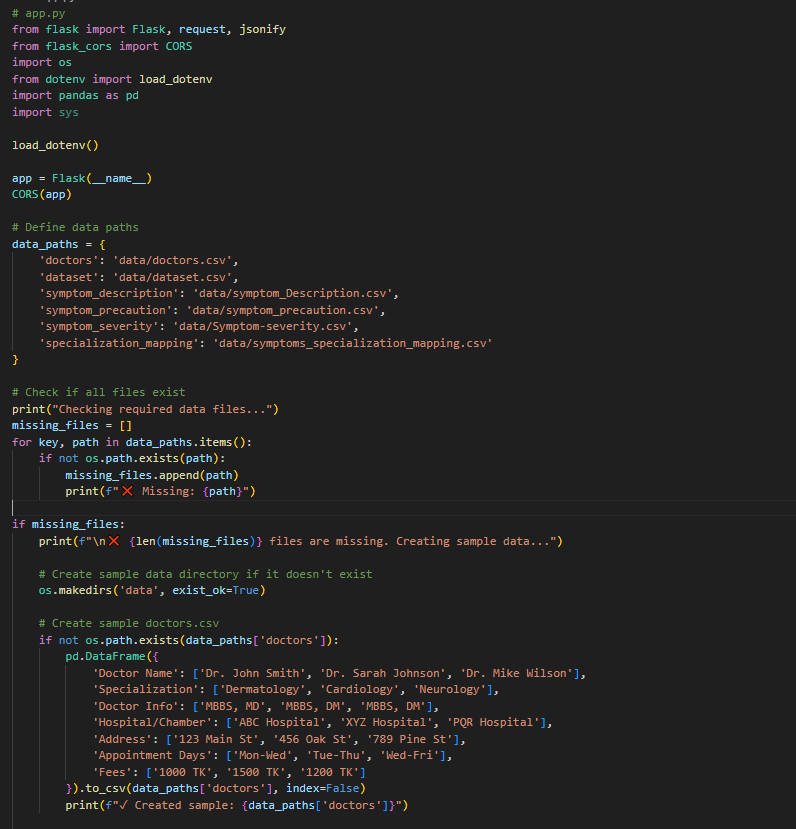 # app.py
from flask import Flask, request, jsonify
from flask_cors import CORS
import os
from dotenv import load_dotenv
import pandas as pd
import sys
load_dotenv()
app = Flask(__name__)
CORS(app)
# Define data paths
data_paths = {
    'doctors': 'data/doctors.csv',
    'dataset': 'data/dataset.csv',
    'symptom_description': 'data/symptom_Description.csv',
    'symptom_precaution': 'data/symptom_precaution.csv',
    'symptom_severity': 'data/Symptom-severity.csv',
    'specialization_mapping': 'data/symptoms_specialization_mapping.csv'
}
# Check if all files exist
print("Checking required data files...")
missing_files = []
for key, path in data_paths.items():
    if not os.path.exists(path):
        missing_files.append(path)
        print(f"❌ Missing: {path}")
if missing_files:
    print(f"\n❌ {len(missing_files)} files are missing. Creating sample data...")
    # Create sample data directory if it doesn't exist
    os.makedirs('data', exist_ok=True)
    # Create sample doctors.csv
    if not os.path.exists(data_paths['doctors']):
        pd.DataFrame({
            'Doctor Name': ['Dr. John Smith', 'Dr. Sarah Johnson', 'Dr. Mike Wilson'],
            'Specialization': ['Dermatology', 'Cardiology', 'Neurology'],
            'Doctor Info': ['MBBS, MD', 'MBBS, DM', 'MBBS, DM'],
            'Hospital/Chamber': ['ABC Hospital', 'XYZ Hospital', 'PQR Hospital'],
            'Address': ['123 Main St', '456 Oak St', '789 Pine St'],
            'Appointment Days': ['Mon-Wed', 'Tue-Thu', 'Wed-Fri'],
            'Fees': ['1000 TK', '1500 TK', '1200 TK']
        }).to_csv(data_paths['doctors'], index=False)
        print(f"✓ Created sample: {data_paths['doctors']}")